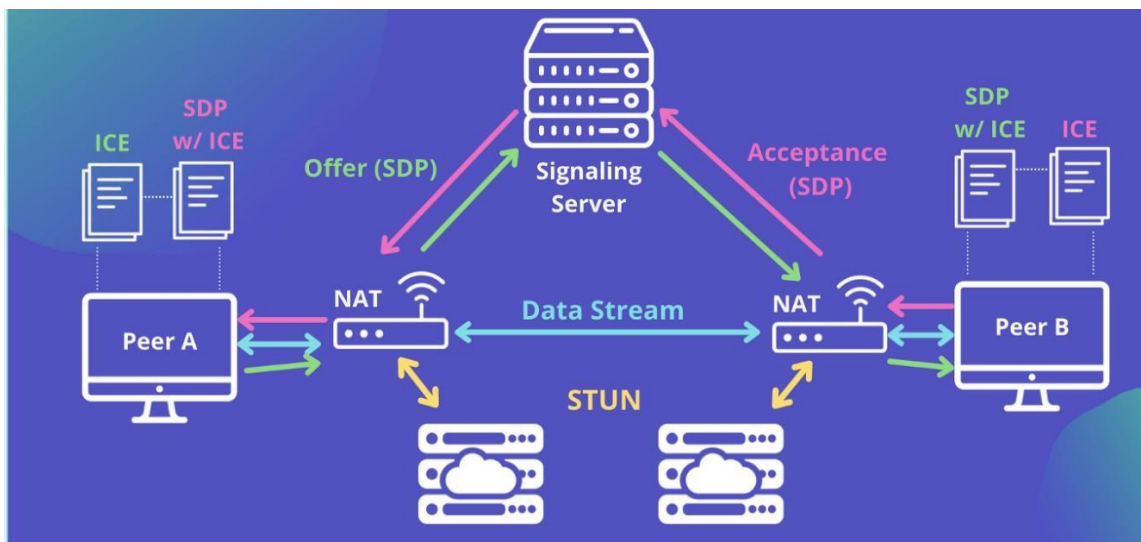 ICE
SDP
w/ ICE
Offer (SDP)
Signaling
Server
Acceptance
(SDP)
SDP
w/ ICE
ICE
Peer A
NAT
Data Stream
NAT
Peer B
STUN